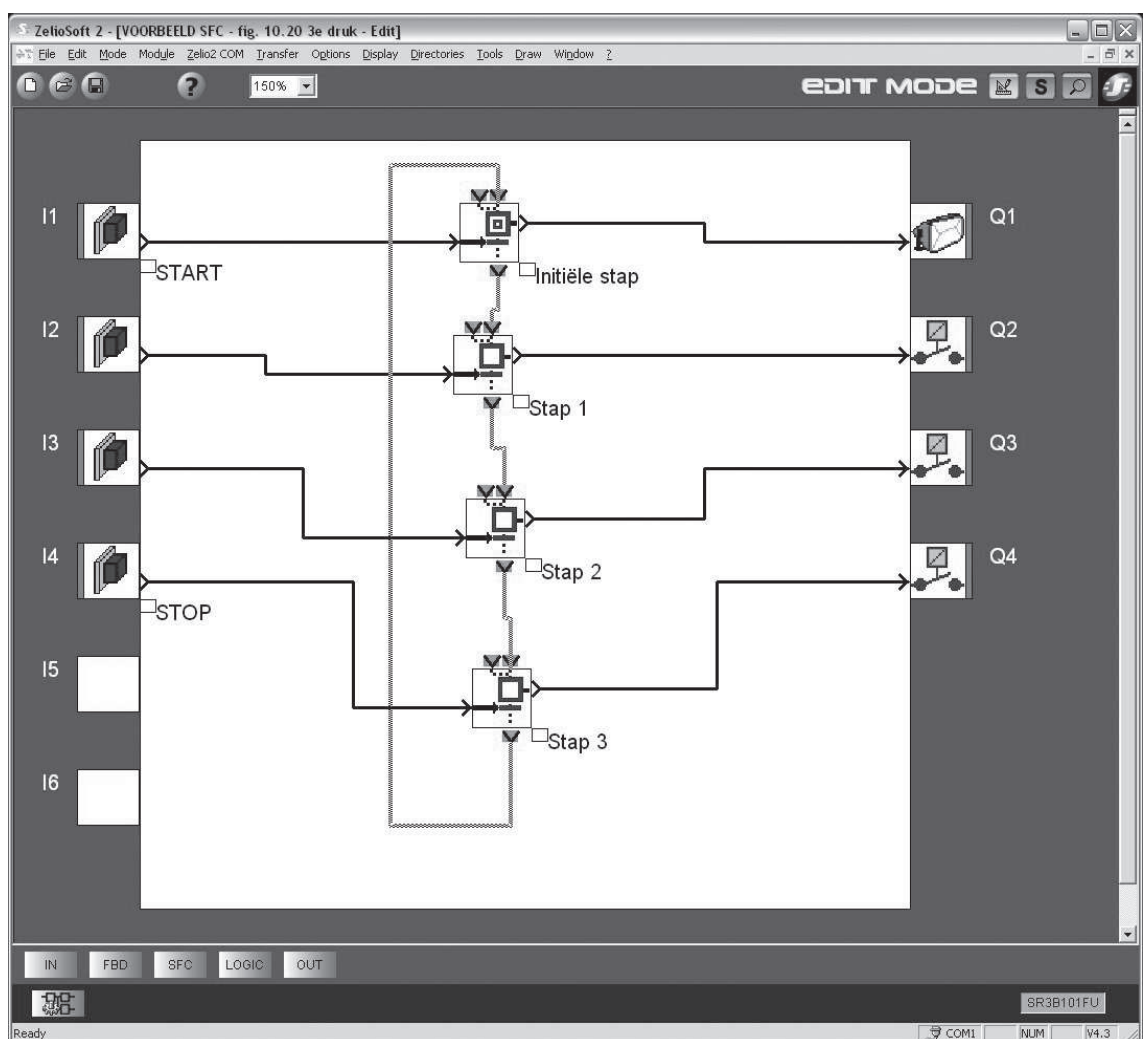 ZelioSoft 2 - [VOORBEELD SFC - fig. 10.20 3e druk - Edit]
File Edit Mode Module Zelio2 COM Transfer Options Display Directories Tools Draw Window ?
? 150% EDIT MODE S
I1 Q1
START
Initiële stap
I2 Q2
Stap 1
I3 Q3
I4 Q4
Stap 2
STOP
I5
Stap 3
I6
IN FBD SFC LOGIC OUT
SR3B101FU
Ready COM1 NUM V4.3